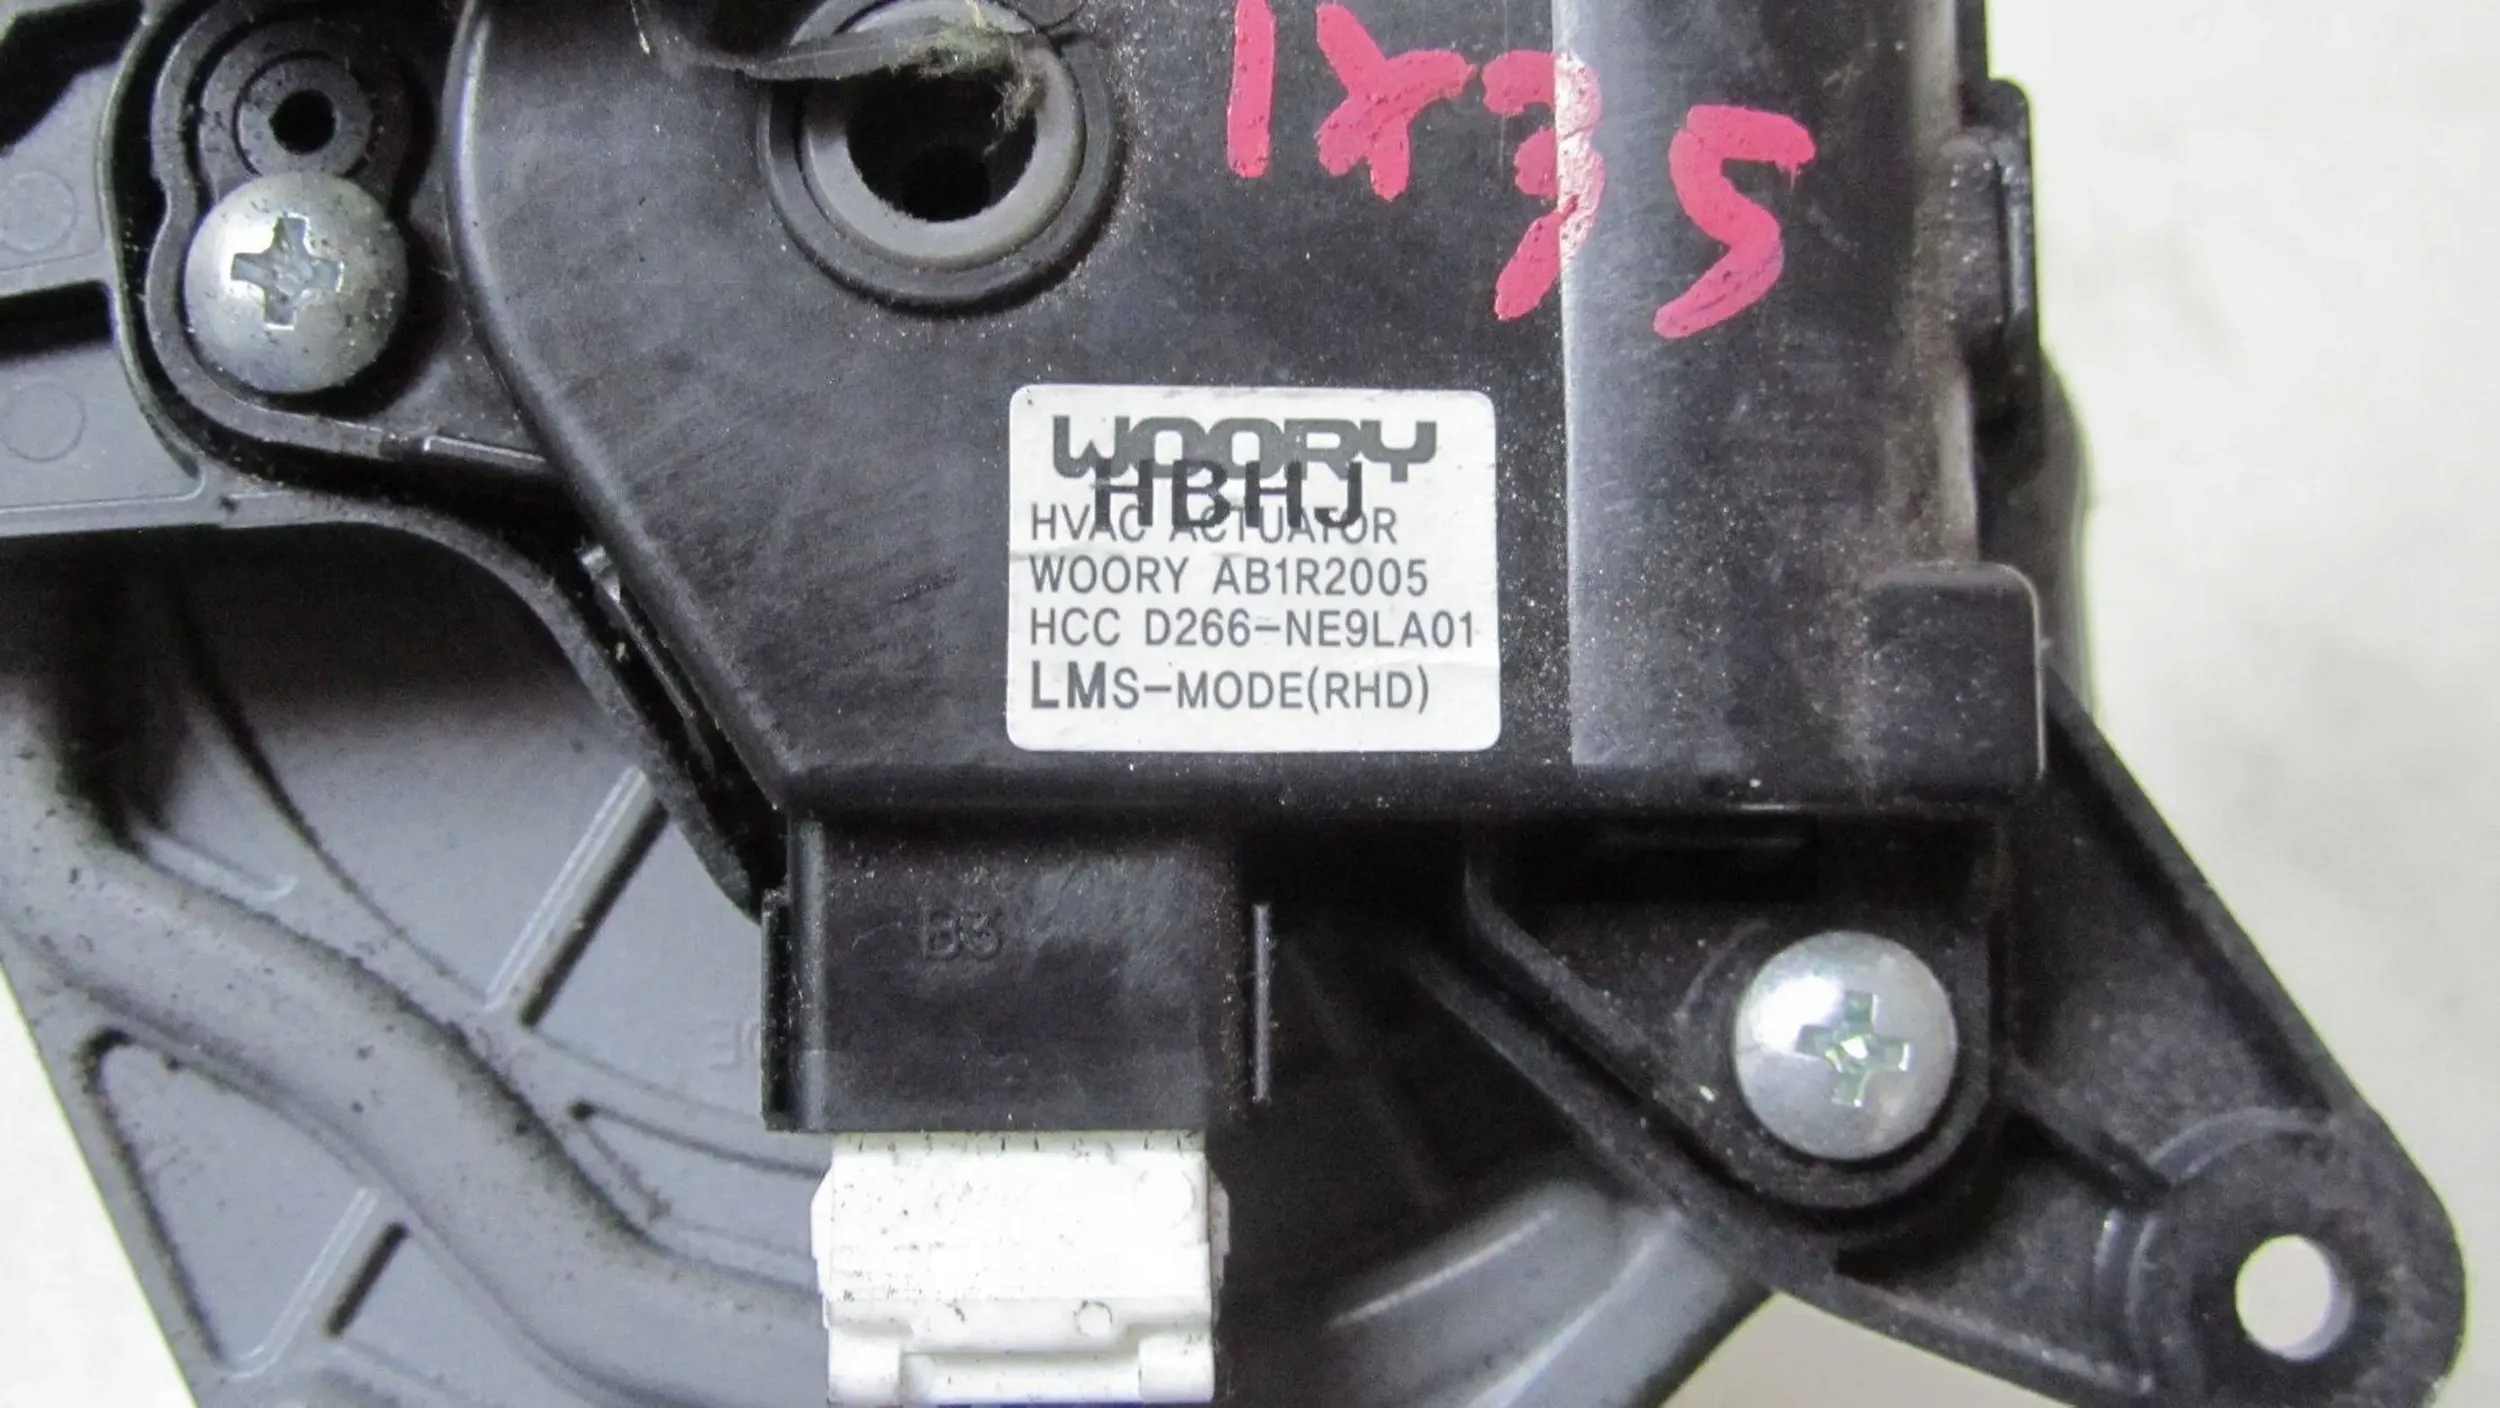 ix35
WOORY
HBHJ
HVAC ACTUATOR
WOORY AB1R2005
HCC D266-NE9LA01
LMS-MODE(RHD)
B3